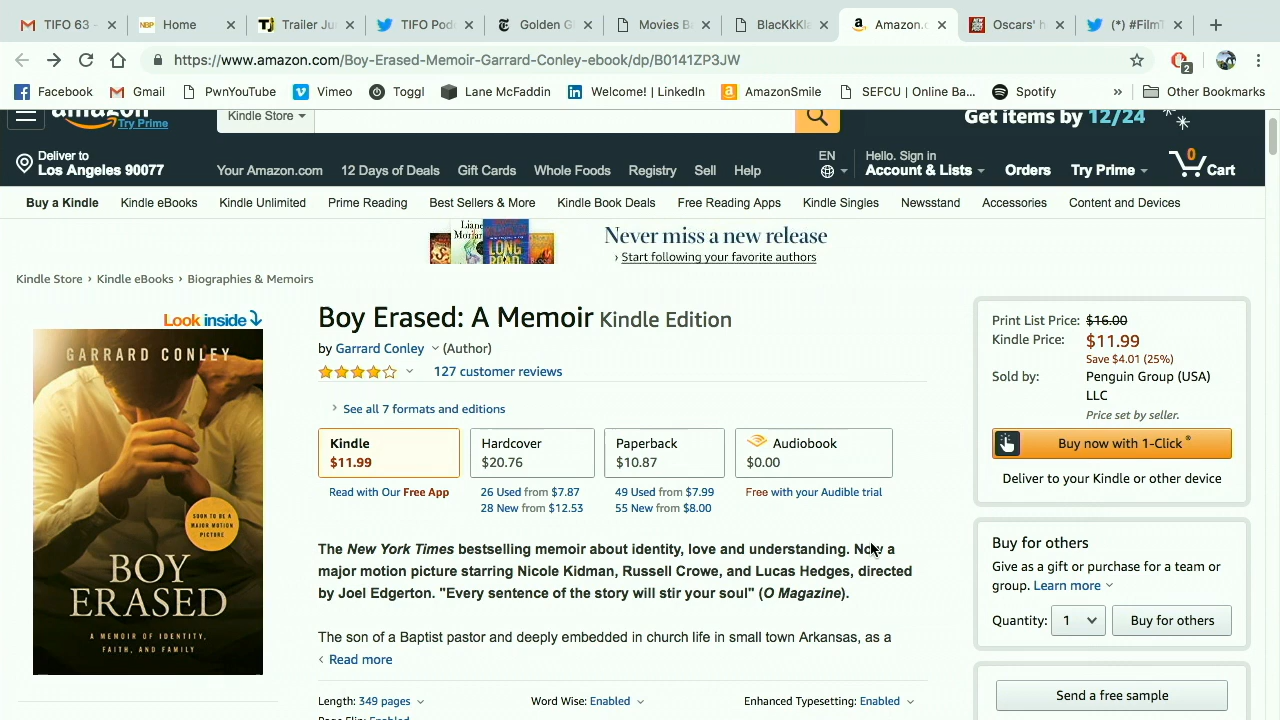 TIFO 63 -
Home
Trailer Ju
TIFO Pod
Golden G
Movies B
BlacKkKla
Amazon.c
Oscars' h
(*) #FilmT
https://www.amazon.com/Boy-Erased-Memoir-Garrard-Conley-ebook/dp/B0141ZP3JW
2
Facebook
Gmail
PwnYouTube
Vimeo
Toggl
Lane McFaddin
Welcome! | LinkedIn
AmazonSmile
SEFCU | Online Ba...
Spotify
»
Other Bookmarks
amazon
Try Prime
Kindle Store
Get items by 12/24
Deliver to
Los Angeles 90077
Your Amazon.com
12 Days of Deals
Gift Cards
Whole Foods
Registry
Sell
Help
EN
Hello. Sign in
Account & Lists
Orders
Try Prime
0
Cart
Buy a Kindle
Kindle eBooks
Kindle Unlimited
Prime Reading
Best Sellers & More
Kindle Book Deals
Free Reading Apps
Kindle Singles
Newsstand
Accessories
Content and Devices
Liane
Moriar
LONG
ROAD
Never miss a new release
› Start following your favorite authors
Kindle Store › Kindle eBooks › Biographies & Memoirs
Look inside
GARRARD CONLEY
SOON TO BE A
MAJOR MOTION
PICTURE
BOY
ERASED
A MEMOIR OF IDENTITY,
FAITH, AND FAMILY
Boy Erased: A Memoir Kindle Edition
by Garrard Conley (Author)
127 customer reviews
› See all 7 formats and editions
Kindle
$11.99
Read with Our Free App
Hardcover
$20.76
26 Used from $7.87
28 New from $12.53
Paperback
$10.87
49 Used from $7.99
55 New from $8.00
Audiobook
$0.00
Free with your Audible trial
The New York Times bestselling memoir about identity, love and understanding. Now a
major motion picture starring Nicole Kidman, Russell Crowe, and Lucas Hedges, directed
by Joel Edgerton. "Every sentence of the story will stir your soul" (O Magazine).
The son of a Baptist pastor and deeply embedded in church life in small town Arkansas, as a
‹ Read more
Length: 349 pages
Word Wise: Enabled
Enhanced Typesetting: Enabled
Page Flip: Enabled
Print List Price: $16.00
Kindle Price: $11.99
Save $4.01 (25%)
Sold by: Penguin Group (USA)
LLC
Price set by seller.
Buy now with 1-Click ®
Deliver to your Kindle or other device
Buy for others
Give as a gift or purchase for a team or
group. Learn more
Quantity: 1
Buy for others
Send a free sample